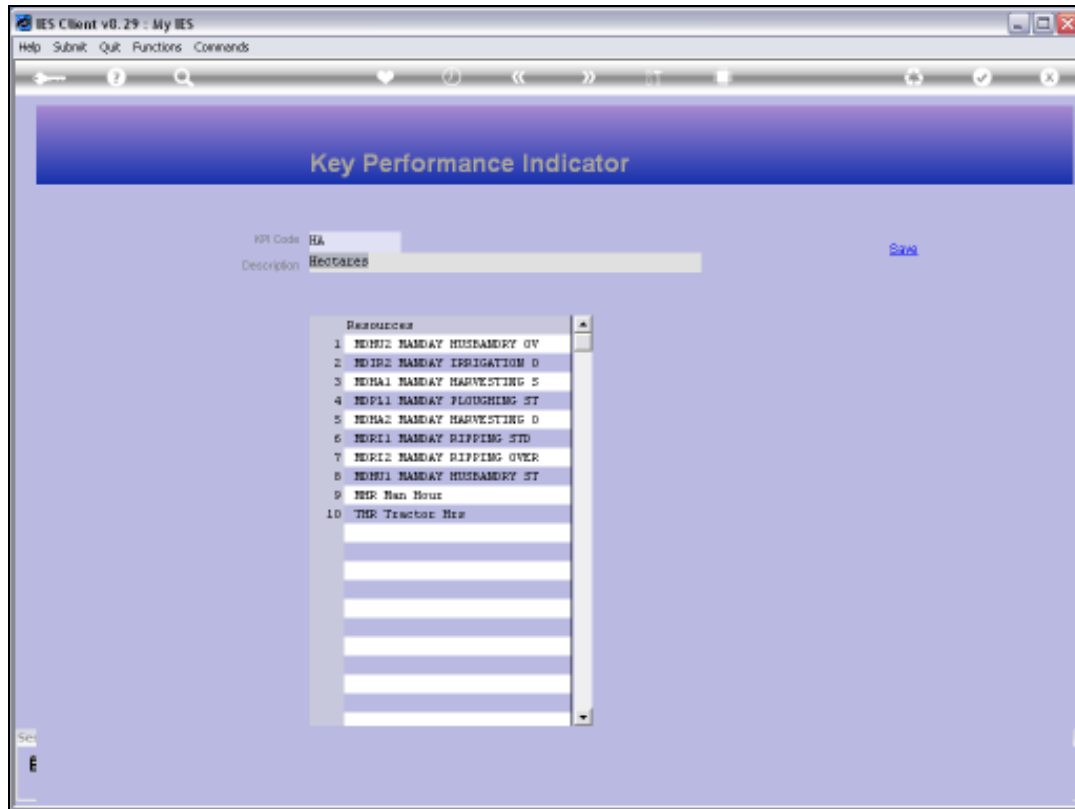 IES Client v8.29 : My IES
Help Submit Quit Functions Commands
Key Performance Indicator
KPI Code HA
Save
Description Hectares
Resources
1 MDHU2 MANDAY HUSBANDRY OV
2 MDIR2 MANDAY IRRIGATION O
3 MDHA1 MANDAY HARVESTING S
4 MDPL1 MANDAY PLOUGHING ST
5 MDHA2 MANDAY HARVESTING O
6 MDRI1 MANDAY RIPPING STD
7 MDRI2 MANDAY RIPPING OVER
8 MDHU1 MANDAY HUSBANDRY ST
9 MHR Man Hour
10 THR Tractor Hrs
Se